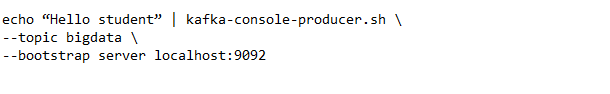 echo “Hello student” | kafka-console-producer.sh \
--topic bigdata \
--bootstrap server localhost:9092